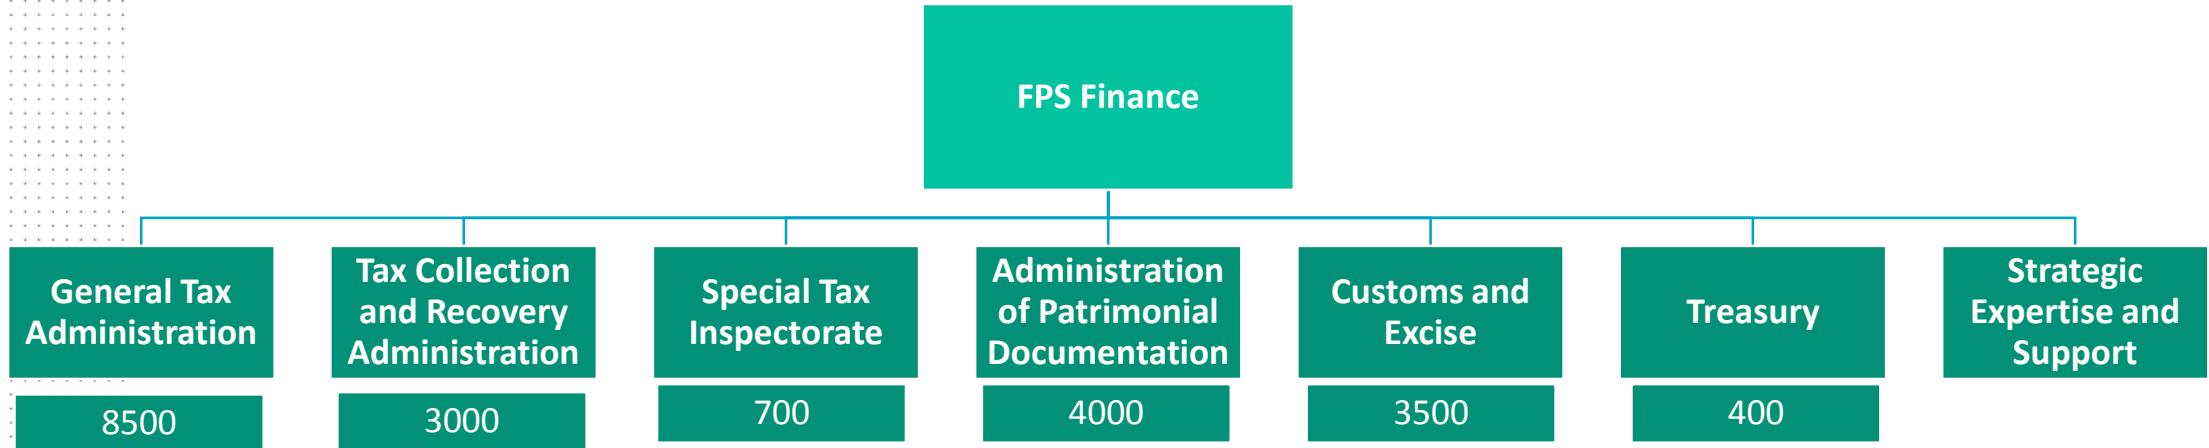 FPS Finance
General Tax
Administration
Tax Collection
and Recovery
Administration
Special Tax
Inspectorate
Administration
of Patrimonial
Documentation
Customs and
Excise
Treasury
Strategic
Expertise and
Support
8500
3000
700
4000
3500
400